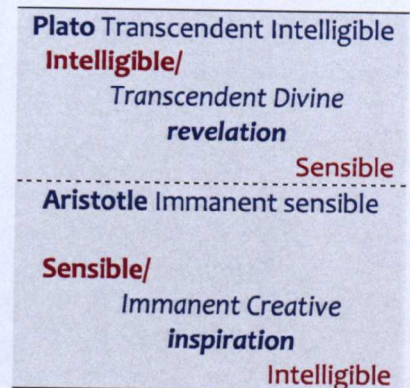 Plato Transcendent Intelligible
Intelligible/
Transcendent Divine
revelation
Sensible
Aristotle Immanent sensible
Sensible/
Immanent Creative
inspiration
Intelligible